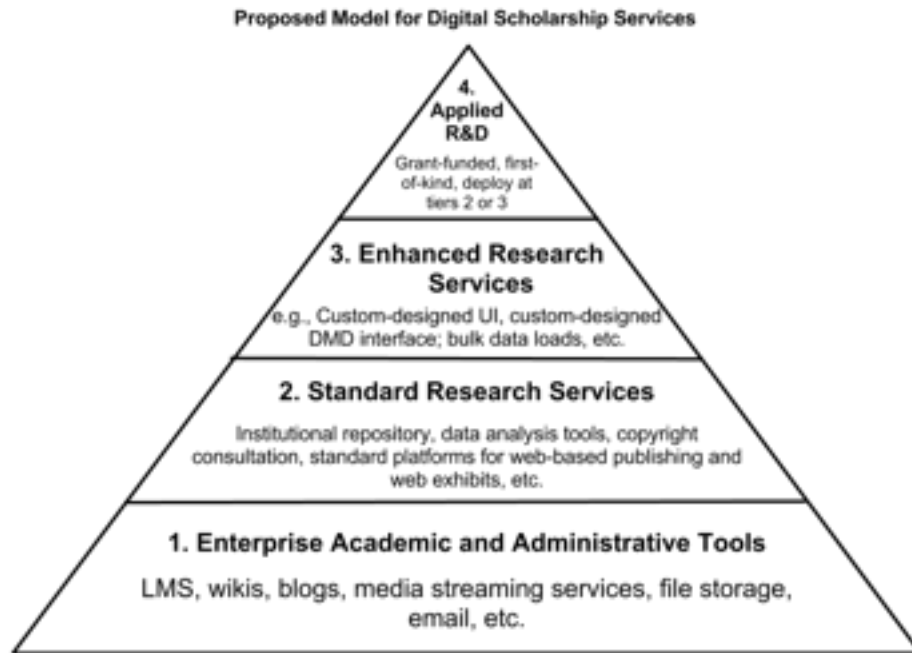 Proposed Model for Digital Scholarship Services
4.
Applied
R&D
Grant-funded, first-
of-kind, deploy at
tiers 2 or 3
3. Enhanced Research
Services
e.g., Custom-designed UI, custom-designed
DMD interface; bulk data loads, etc.
2. Standard Research Services
Institutional repository, data analysis tools, copyright
consultation, standard platforms for web-based publishing and
web exhibits, etc.
1. Enterprise Academic and Administrative Tools
LMS, wikis, blogs, media streaming services, file storage,
email, etc.